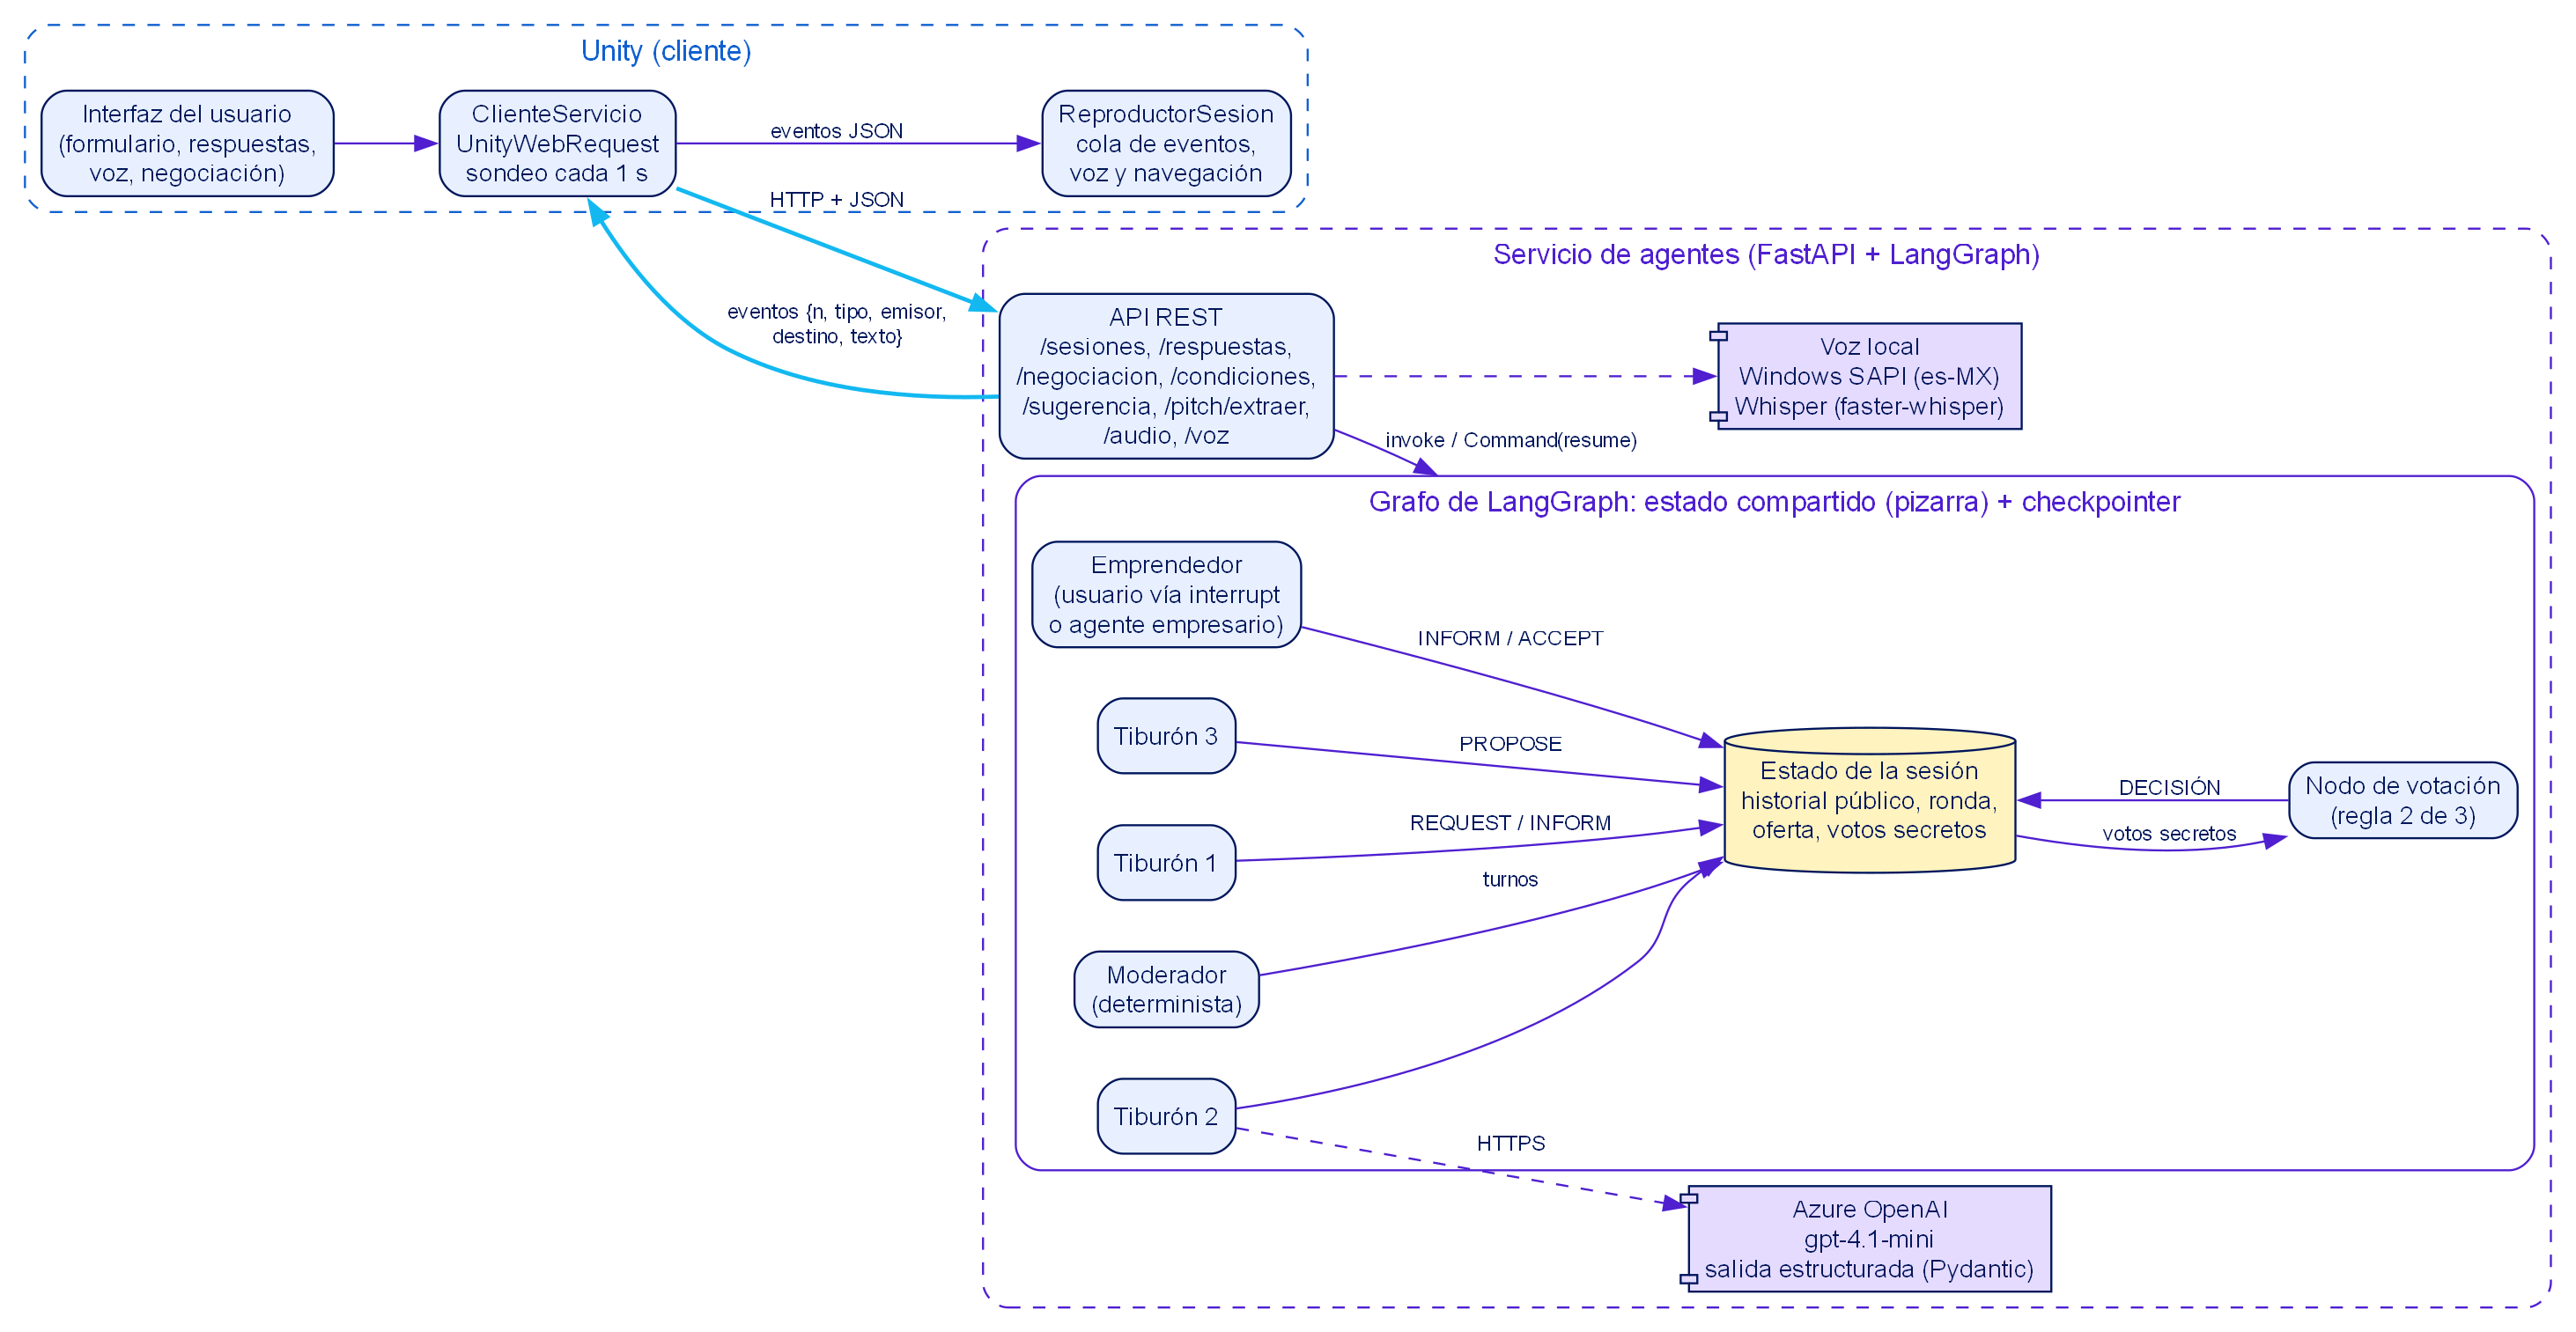 Unity (cliente)
Interfaz del usuario
(formulario, respuestas,
voz, negociación)
ClienteServicio
UnityWebRequest
sondeo cada 1 s
eventos JSON
ReproductorSesion
cola de eventos,
voz y navegación
HTTP + JSON
eventos {n, tipo, emisor,
destino, texto}
Servicio de agentes (FastAPI + LangGraph)
API REST
/sesiones, /respuestas,
/negociacion, /condiciones,
/sugerencia, /pitch/extraer,
/audio, /voz
Voz local
Windows SAPI (es-MX)
Whisper (faster-whisper)
invoke / Command(resume)
Grafo de LangGraph: estado compartido (pizarra) + checkpointer
Emprendedor
(usuario vía interrupt
o agente empresario)
INFORM / ACCEPT
Tiburón 3
PROPOSE
Tiburón 1
REQUEST / INFORM
Moderador
(determinista)
turnos
Tiburón 2
HTTPS
Estado de la sesión
historial público, ronda,
oferta, votos secretos
DECISIÓN
votos secretos
Nodo de votación
(regla 2 de 3)
Azure OpenAI
gpt-4.1-mini
salida estructurada (Pydantic)